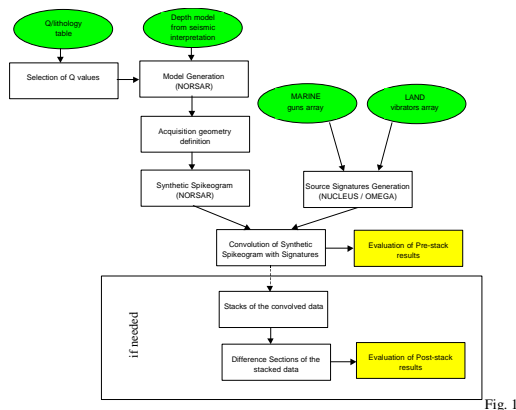 Q/lithology
table
Depth model
from seismic
interpretation
Selection of Q values
Model Generation
(NORSAR)
MARINE
guns array
LAND
vibrators array
Acquisition geometry
definition
Synthetic Spikeogram
(NORSAR)
Source Signatures Generation
(NUCLEUS / OMEGA)
Convolution of Synthetic
Spikeogram with Signatures
Evaluation of Pre-stack
results
if needed
Stacks of the convolved data
Difference Sections of the
stacked data
Evaluation of Post-stack
results
Fig. 1